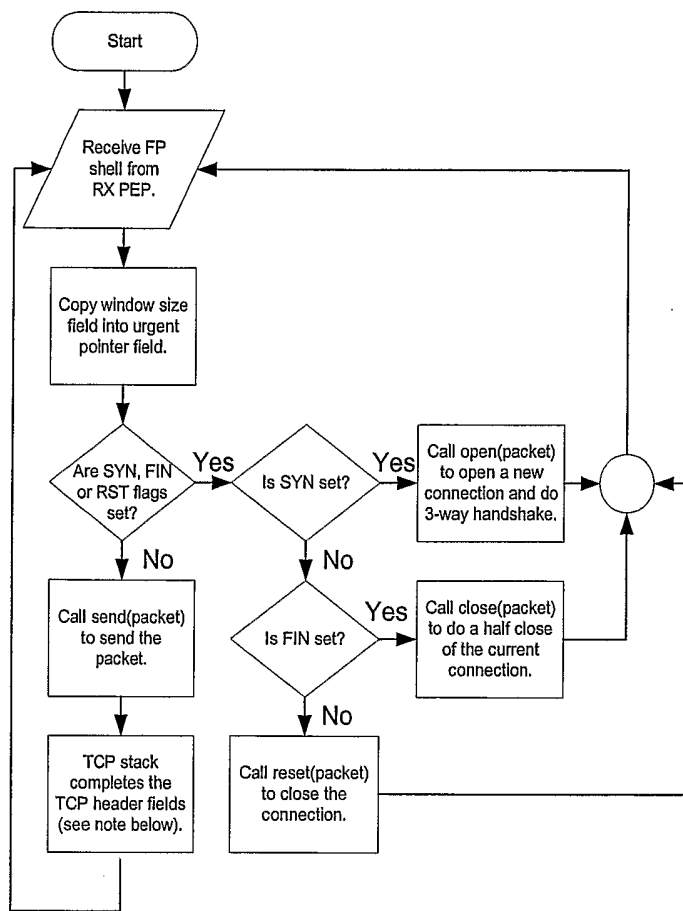 Start
Receive FP
shell from
RX PEP.
Copy window size
field into urgent
pointer field.
Are SYN, FIN
or RST flags
set?
Yes
Is SYN set?
Yes
Call open(packet)
to open a new
connection and do
3-way handshake.
No
No
Call send(packet)
to send the
packet.
Is FIN set?
Yes
Call close(packet)
to do a half close
of the current
connection.
No
TCP stack
completes the
TCP header fields
(see note below).
Call reset(packet)
to close the
connection.